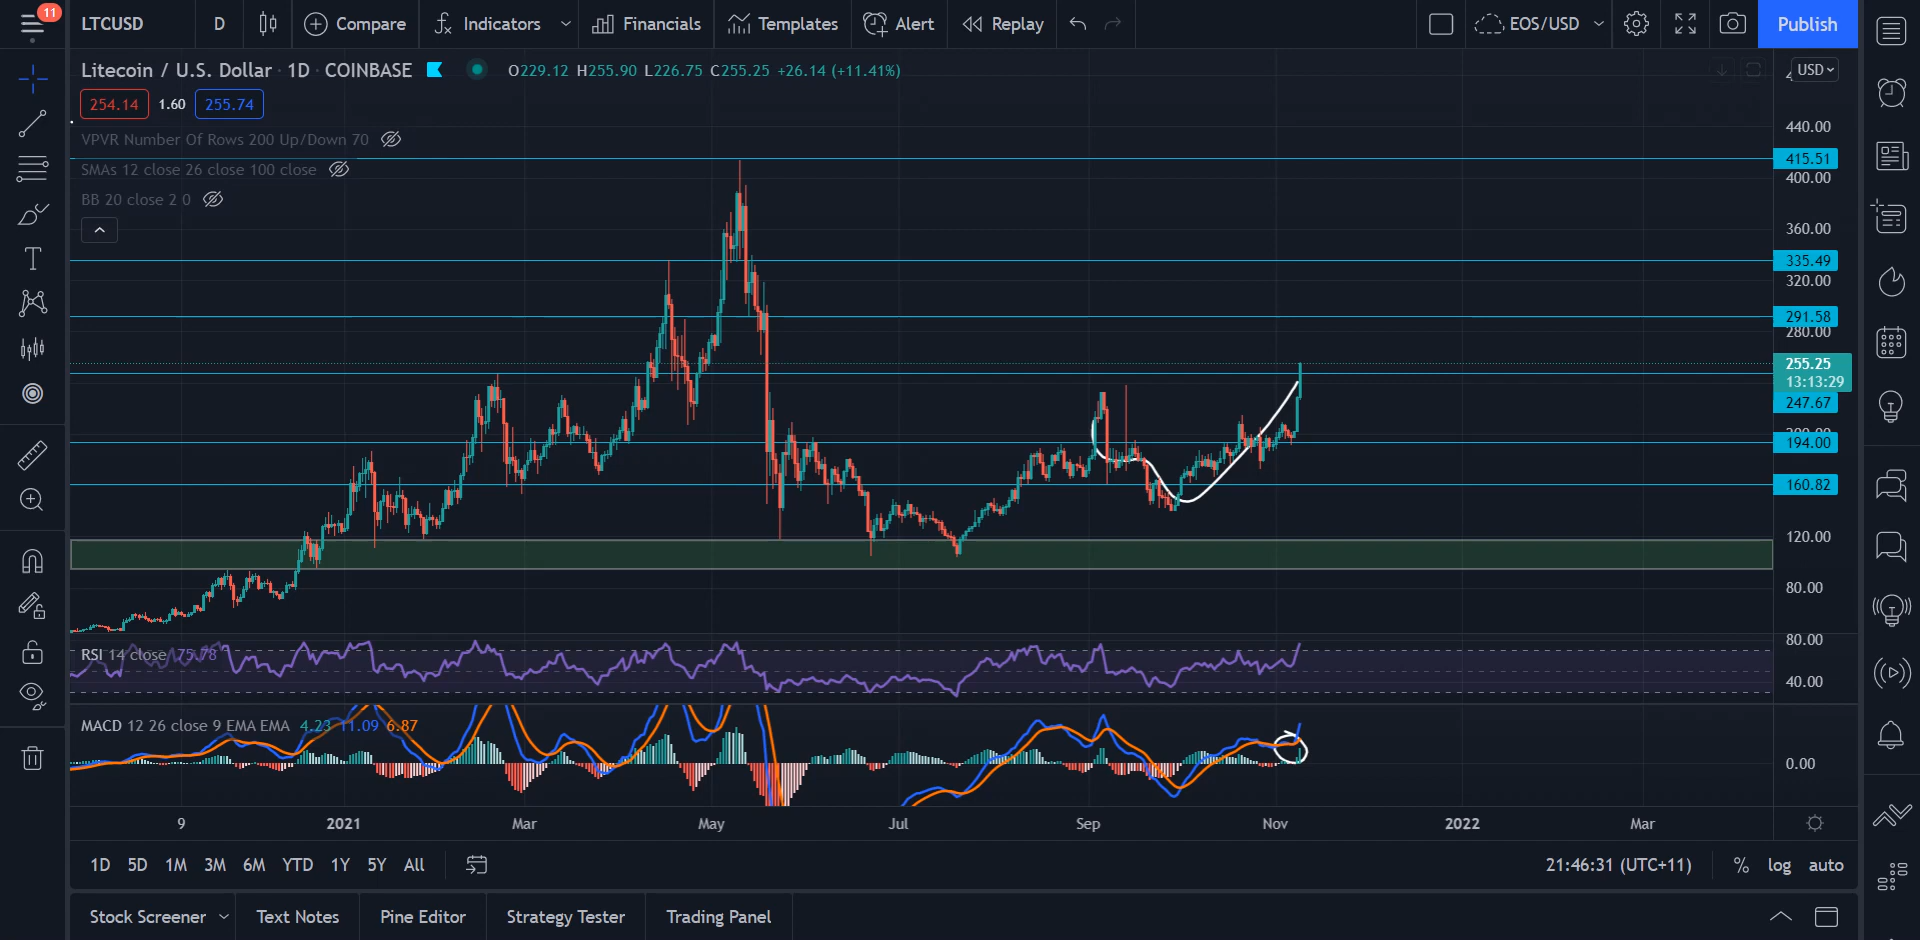 11
LTCUSD D Compare Indicators Financials Templates Alert Replay EOS/USD Publish
Litecoin / U.S. Dollar · 1D · COINBASE O229.12 H255.90 L226.75 C255.25 +26.14 (+11.41%) USD
254.14 1.60 255.74
VPVR Number Of Rows 200 Up/Down 70
SMAs 12 close 26 close 100 close
BB 20 close 2 0
440.00
415.51
400.00
360.00
335.49
320.00
291.58
280.00
255.25
13:13:29
247.67
200.00
194.00
160.82
120.00
80.00
RSI 14 close 75.78
80.00
40.00
MACD 12 26 close 9 EMA EMA 4.23 11.09 6.87
0.00
9 2021 Mar May Jul Sep Nov 2022 Mar
1D 5D 1M 3M 6M YTD 1Y 5Y All 21:46:31 (UTC+11) % log auto
Stock Screener Text Notes Pine Editor Strategy Tester Trading Panel